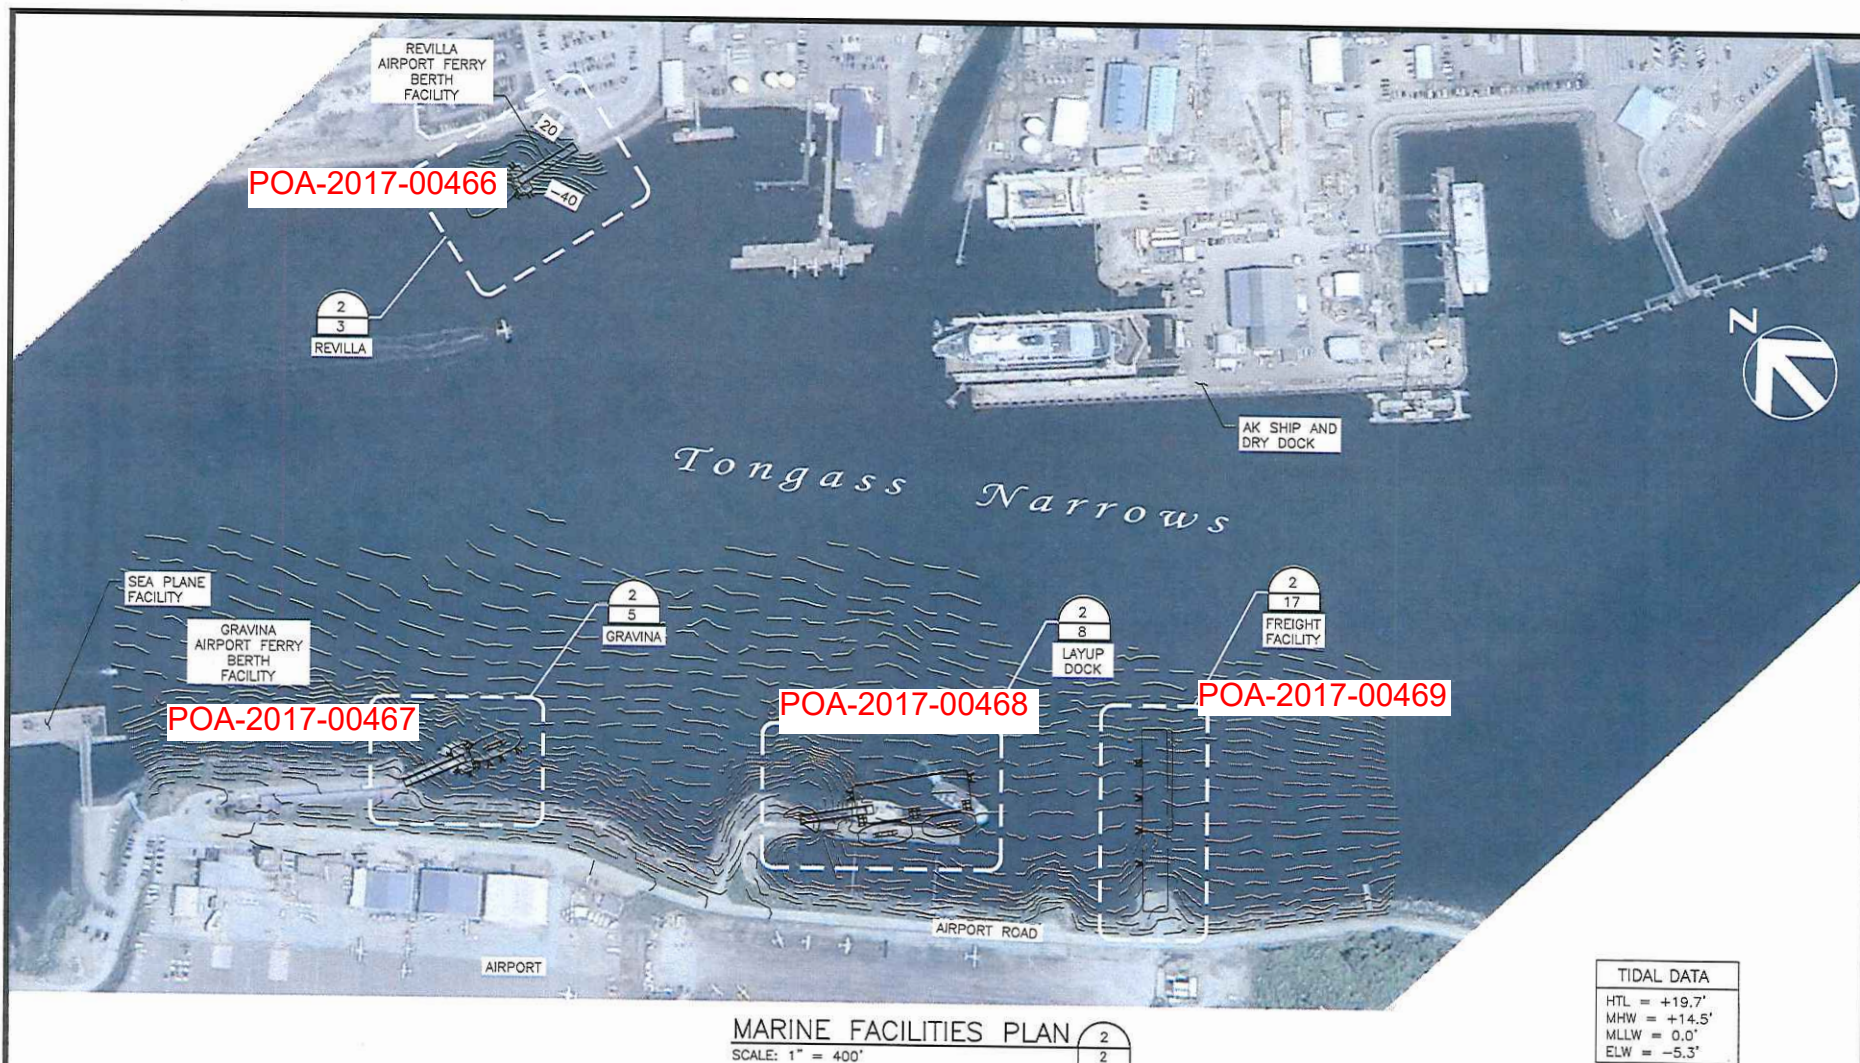 REVILLA
AIRPORT FERRY
BERTH
FACILITY
20
POA-2017-00466
-40
2
3
REVILLA
N
AK SHIP AND
DRY DOCK
Tongass Narrows
SEA PLANE
FACILITY
GRAVINA
AIRPORT FERRY
BERTH
FACILITY
2
5
GRAVINA
2
8
LAYUP
DOCK
2
17
FREIGHT
FACILITY
POA-2017-00467
POA-2017-00468
POA-2017-00469
AIRPORT ROAD
AIRPORT
TIDAL DATA
HTL = +19.7'
MHW = +14.5'
MLLW = 0.0'
ELW = -5.3'
MARINE FACILITIES PLAN
2
2
SCALE: 1" = 400'